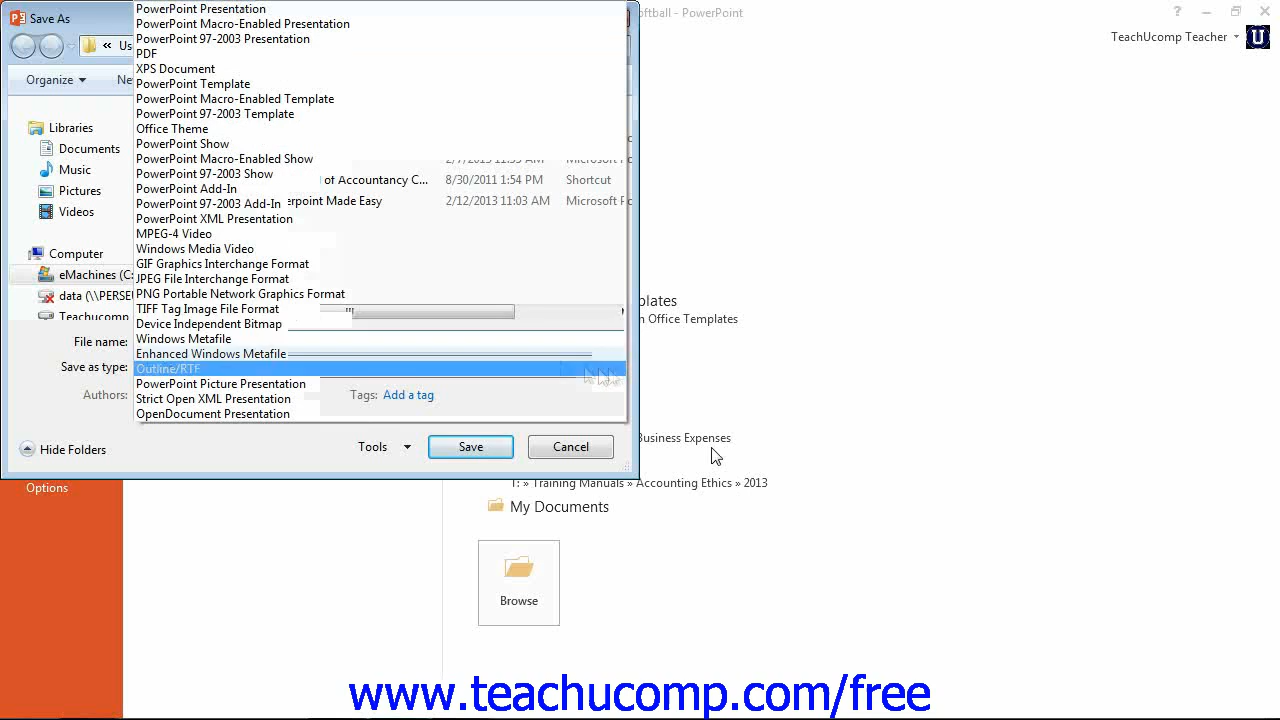 Save As
oftball - PowerPoint
TeachUcomp Teacher
« Us
Organize
Ne
Libraries
Documents
Music
Pictures
Videos
Computer
eMachines (C:
data (\\PERSE
Teachucomp
PowerPoint Presentation
PowerPoint Macro-Enabled Presentation
PowerPoint 97-2003 Presentation
PDF
XPS Document
PowerPoint Template
PowerPoint Macro-Enabled Template
PowerPoint 97-2003 Template
Office Theme
PowerPoint Show
PowerPoint Macro-Enabled Show
PowerPoint 97-2003 Show
PowerPoint Add-In
PowerPoint 97-2003 Add-In
PowerPoint XML Presentation
MPEG-4 Video
Windows Media Video
GIF Graphics Interchange Format
JPEG File Interchange Format
PNG Portable Network Graphics Format
TIFF Tag Image File Format
Device Independent Bitmap
Windows Metafile
Enhanced Windows Metafile
Outline/RTF
PowerPoint Picture Presentation
Strict Open XML Presentation
OpenDocument Presentation
of Accountancy C... 8/30/2011 1:54 PM Shortcut
erpoint Made Easy 2/12/2013 11:03 AM Microsoft P
File name:
Save as type:
Authors:
Tags: Add a tag
Hide Folders
Tools
Save
Cancel
plates
n Office Templates
Business Expenses
T: » Training Manuals » Accounting Ethics » 2013
My Documents
Browse
Options
www.teachucomp.com/free